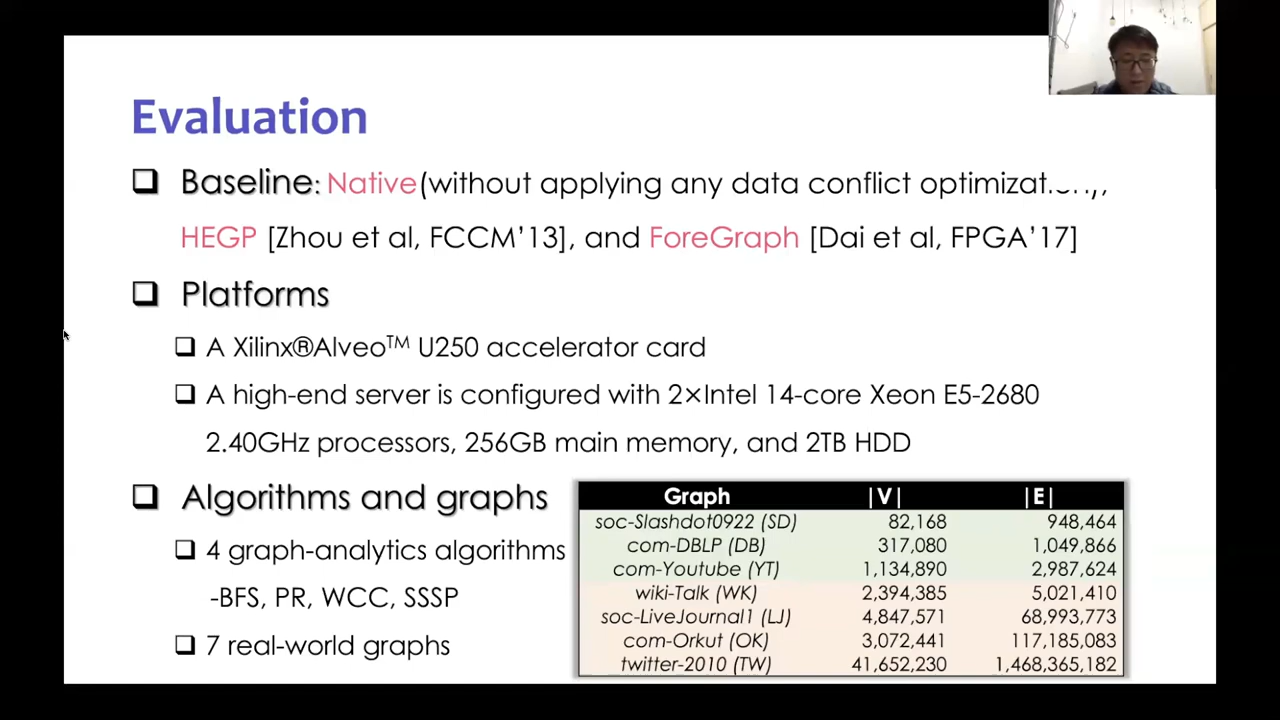 Evaluation
Baseline: Native(without applying any data conflict
HEGP [Zhou et al, FCCM’13], and ForeGraph [Dai et al, FPGA’17]
Platforms
A Xilinx®Alveo™ U250 accelerator card
A high-end server is configured with 2×Intel 14-core Xeon E5-2680
2.40GHz processors, 256GB main memory, and 2TB HDD
Algorithms and graphs
4 graph-analytics algorithms
-BFS, PR, WCC, SSSP
7 real-world graphs
Graph |V| |E|
soc-Slashdot0922 (SD) 82,168 948,464
com-DBLP (DB) 317,080 1,049,866
com-Youtube (YT) 1,134,890 2,987,624
wiki-Talk (WK) 2,394,385 5,021,410
soc-LiveJournal1 (LJ) 4,847,571 68,993,773
com-Orkut (OK) 3,072,441 117,185,083
twitter-2010 (TW) 41,652,230 1,468,365,182